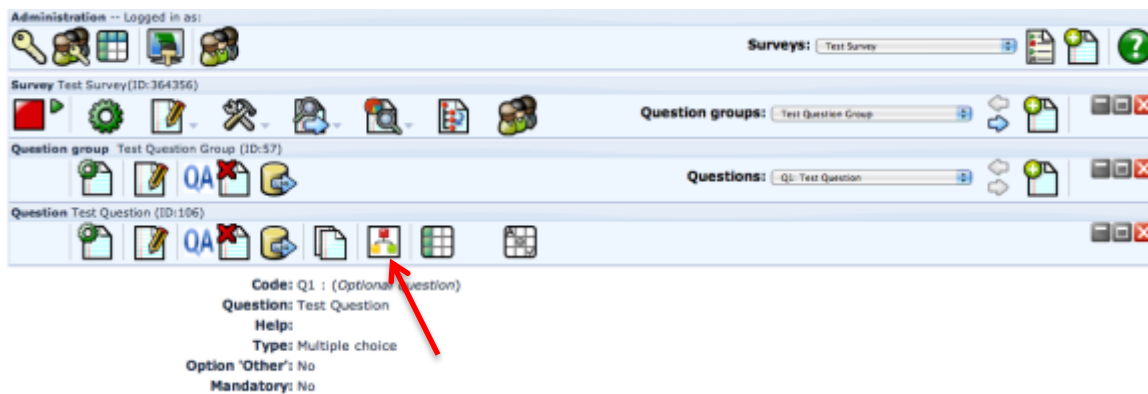 Administration -- Logged in as:
Surveys: Test Survey
Survey Test Survey(ID:364356)
Question groups: Test Question Group
Question group Test Question Group (ID:57)
QA
Questions: Q1: Test Question
Question Test Question (ID:106)
QA
Code: Q1 : (Optional question)
Question: Test Question
Help:
Type: Multiple choice
Option 'Other': No
Mandatory: No